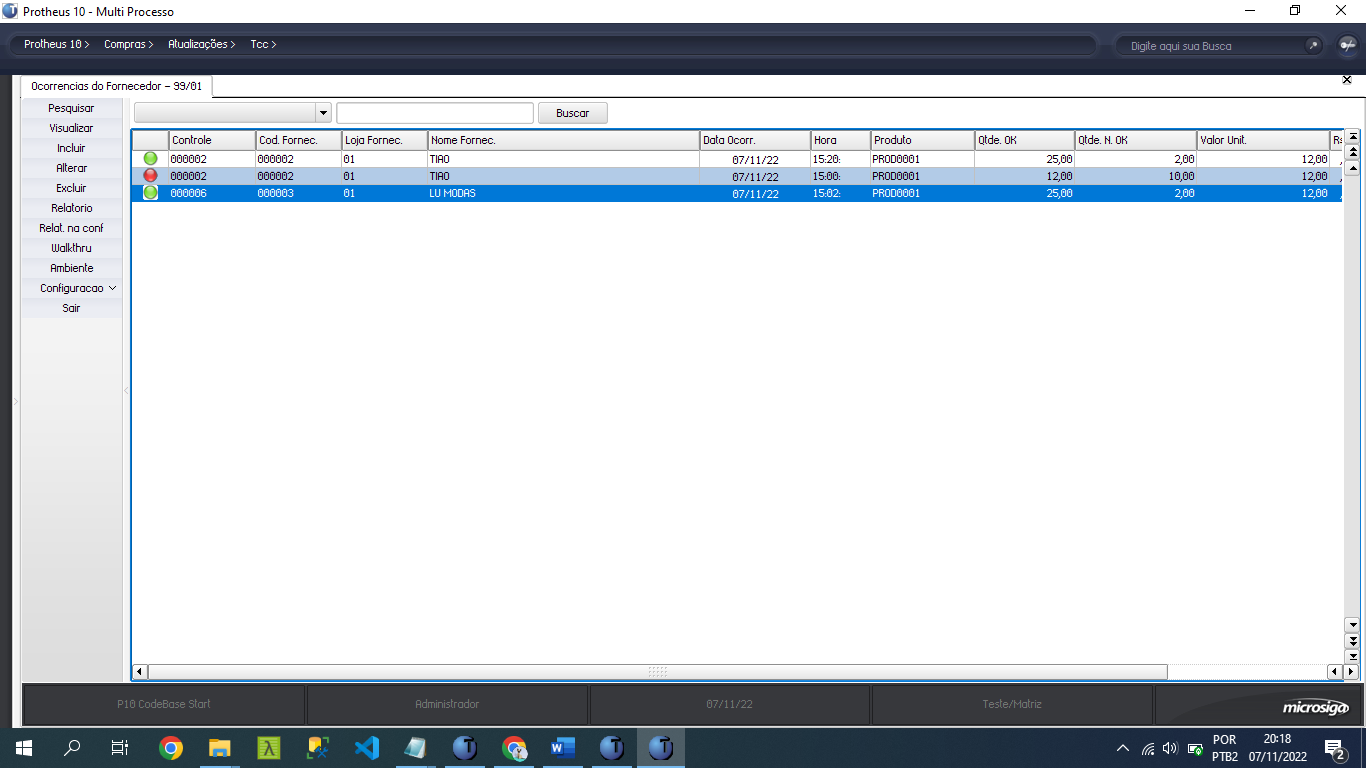 Protheus 10 - Multi Processo
Protheus 10 > Compras > Atualizações > Tcc >
Digite aqui sua Busca
Ocorrencias do Fornecedor - 99/01
Pesquisar
Visualizar
Incluir
Alterar
Excluir
Relatorio
Relat. na conf
Walkthru
Ambiente
Configuracao
Sair
Buscar
Controle Cod. Fornec. Loja Fornec. Nome Fornec. Data Ocorr. Hora Produto Qtde. OK Qtde. N. OK Valor Unit.
000002 000002 01 TIAO 07/11/22 15:20: PROD0001 25,00 2,00 12,00
000002 000002 01 TIAO 07/11/22 15:00: PROD0001 12,00 10,00 12,00
000006 000003 01 LU MODAS 07/11/22 15:02: PROD0001 25,00 2,00 12,00
P10 CodeBase Start Administrador 07/11/22 Teste/Matriz microsiga
POR
PTB2
20:18
07/11/2022
2